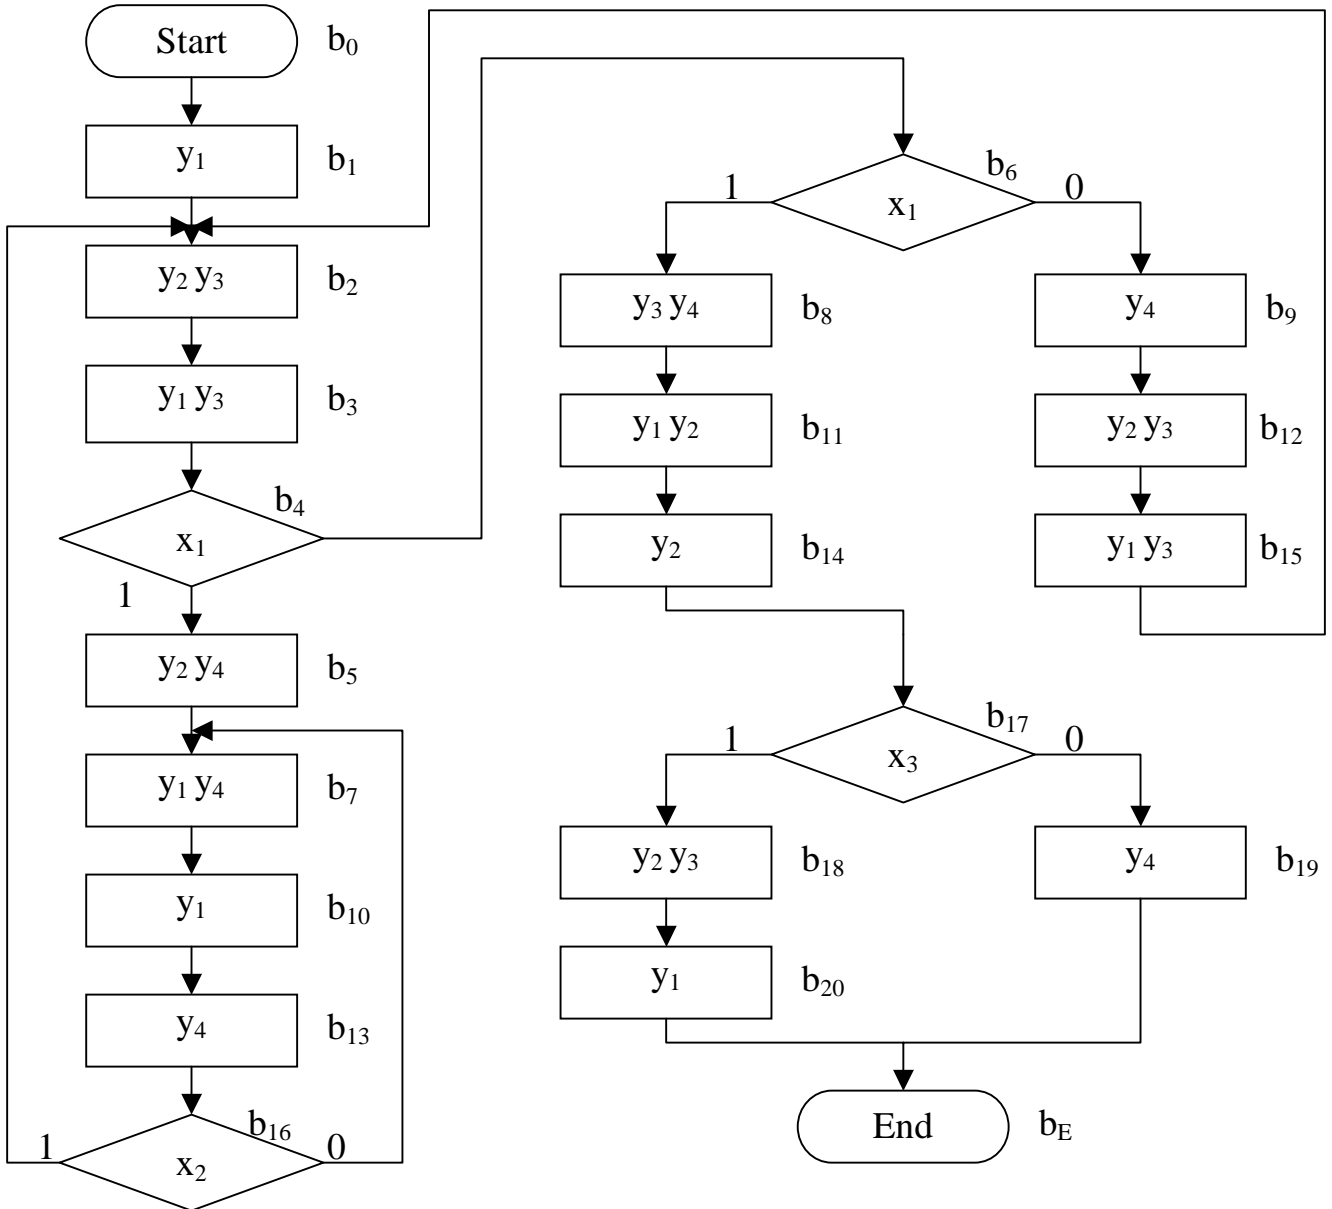 Start b₀
y₁ b₁
y₂ y₃ b₂
y₁ y₃ b₃
x₁ b₄
1
y₂ y₄ b₅
y₁ y₄ b₇
y₁ b₁₀
y₄ b₁₃
1 x₂ b₁₆ 0
1 x₁ b₆ 0
y₃ y₄ b₈
y₄ b₉
y₁ y₂ b₁₁
y₂ y₃ b₁₂
y₂ b₁₄
y₁ y₃ b₁₅
1 x₃ b₁₇ 0
y₂ y₃ b₁₈
y₄ b₁₉
y₁ b₂₀
End b_E